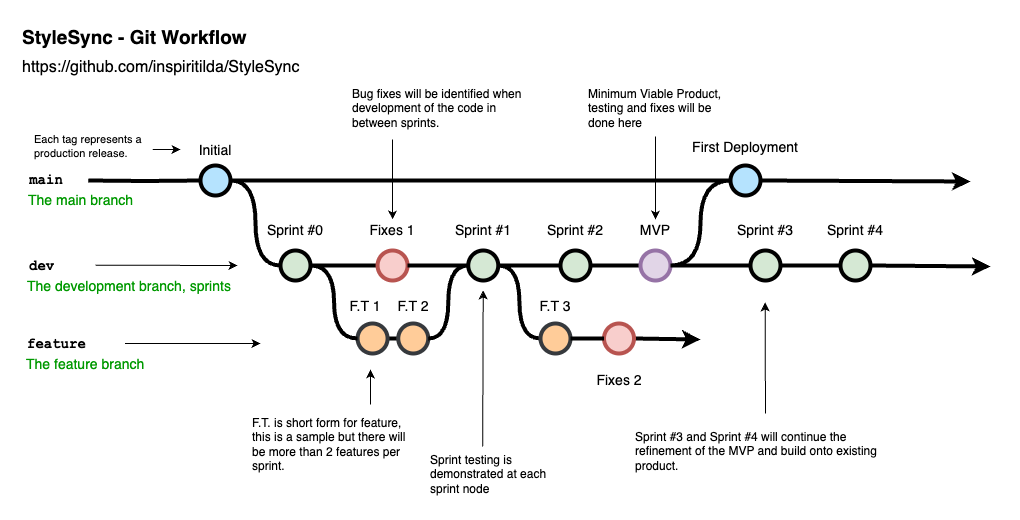 StyleSync - Git Workflow
https://github.com/inspiritilda/StyleSync
Bug fixes will be identified when
development of the code in
between sprints.
Minimum Viable Product,
testing and fixes will be
done here
Each tag represents a
production release.
Initial
First Deployment
main
The main branch
Sprint #0
Fixes 1
Sprint #1
Sprint #2
MVP
Sprint #3
Sprint #4
dev
The development branch, sprints
F.T 1
F.T 2
F.T 3
feature
The feature branch
Fixes 2
F.T. is short form for feature,
this is a sample but there will
be more than 2 features per
sprint.
Sprint testing is
demonstrated at each
sprint node
Sprint #3 and Sprint #4 will continue the
refinement of the MVP and build onto existing
product.